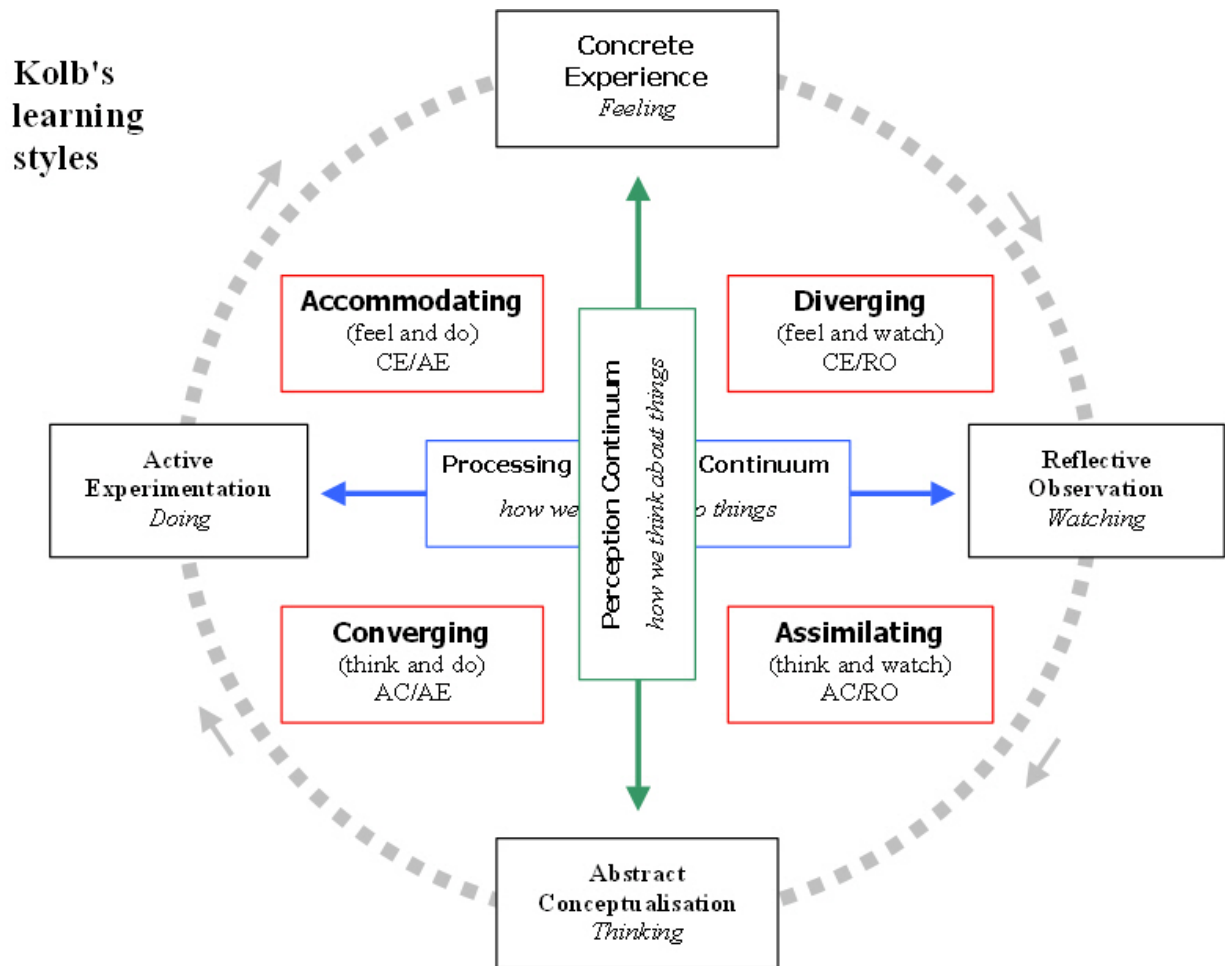 Kolb's
learning
styles
Concrete
Experience
Feeling
Accommodating
(feel and do)
CE/AE
Diverging
(feel and watch)
CE/RO
Active
Experimentation
Doing
Processing Continuum
how we things
Perception Continuum
how we think about things
Reflective
Observation
Watching
Converging
(think and do)
AC/AE
Assimilating
(think and watch)
AC/RO
Abstract
Conceptualisation
Thinking